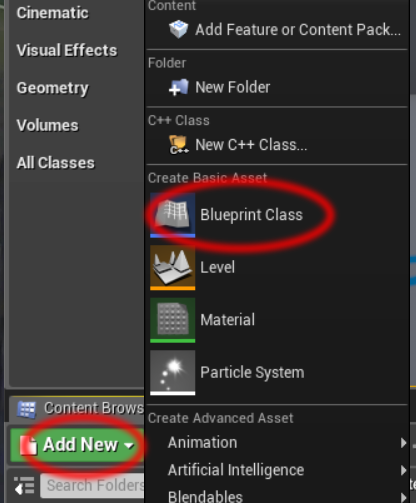 Cinematic
Visual Effects
Geometry
Volumes
All Classes
Content
Add Feature or Content Pack...
Folder
New Folder
C++ Class
C++
New C++ Class...
Create Basic Asset
Blueprint Class
Level
Material
Particle System
Create Advanced Asset
Animation
Artificial Intelligence
Blendables
Content Brows
Add New
Search Folders